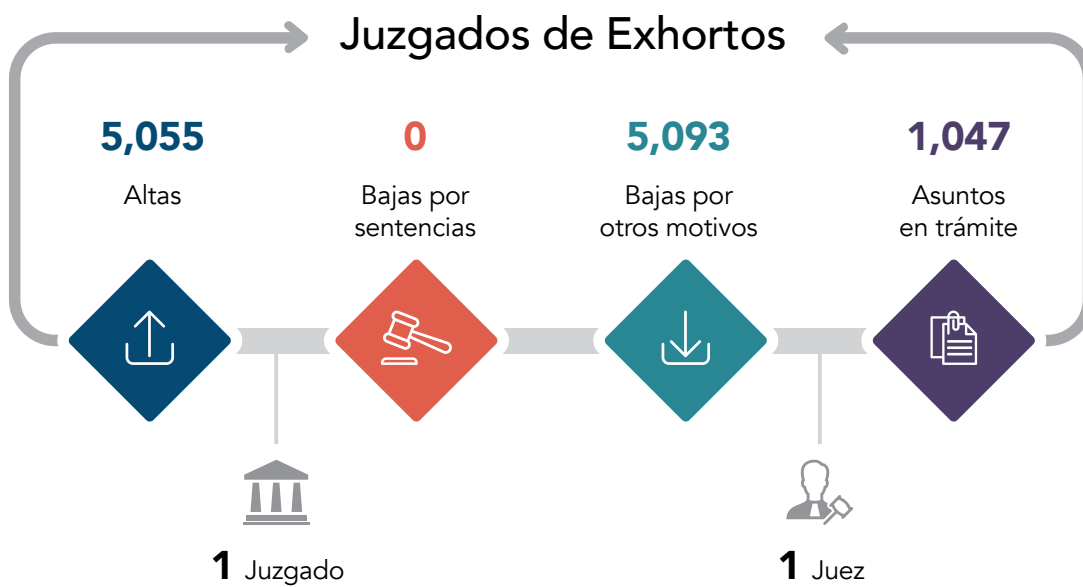 Juzgados de Exhortos
5,055
Altas
0
Bajas por
sentencias
5,093
Bajas por
otros motivos
1,047
Asuntos
en trámite
1 Juzgado
1 Juez